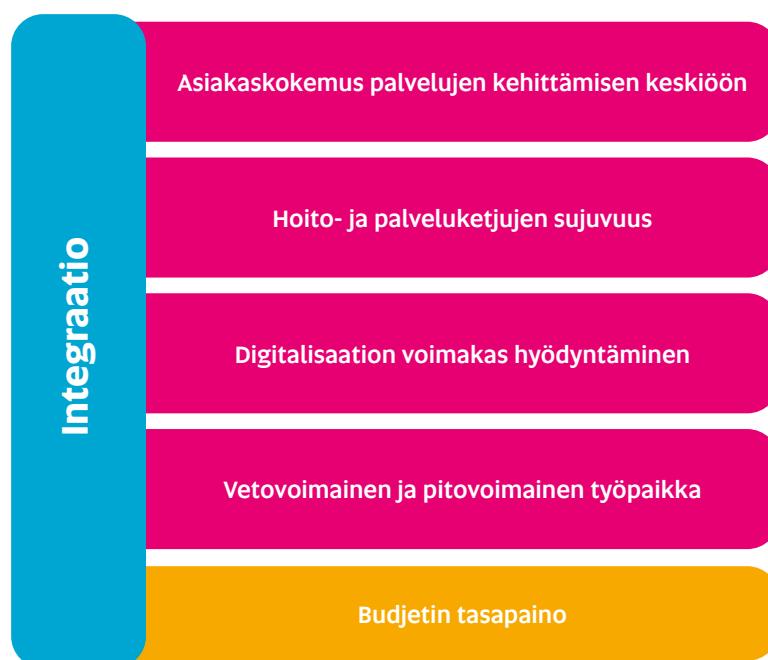 Integraatio
Asiakaskokemus palvelujen kehittämisen keskiöön
Hoito- ja palveluketjujen sujuvuus
Digitalisaation voimakas hyödyntäminen
Vetovoimainen ja pitovoimainen työpaikka
Budjetin tasapaino